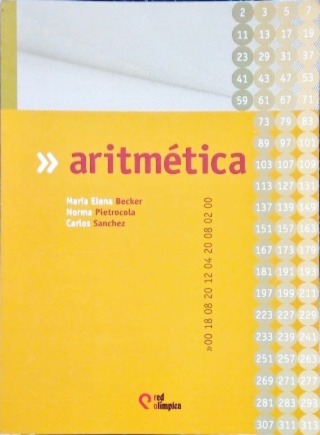 2 3 5 7
11 13 17 19
23 29 31 37
41 43 47 53
59 61 67 71
73 79 83
89 97 101
103 107 109
113 127 131
137 139 149
151 157 163
167 173 179
181 191 193
197 199 211
223 227 229
233 239 241
251 257 263
269 271 277
281 283 293
307 311 313
» aritmética
María Elena Becker
Norma Pietrocola
Carlos Sanchez
»00 18 08 20 12 04 20 08 02 00
red
olímpica